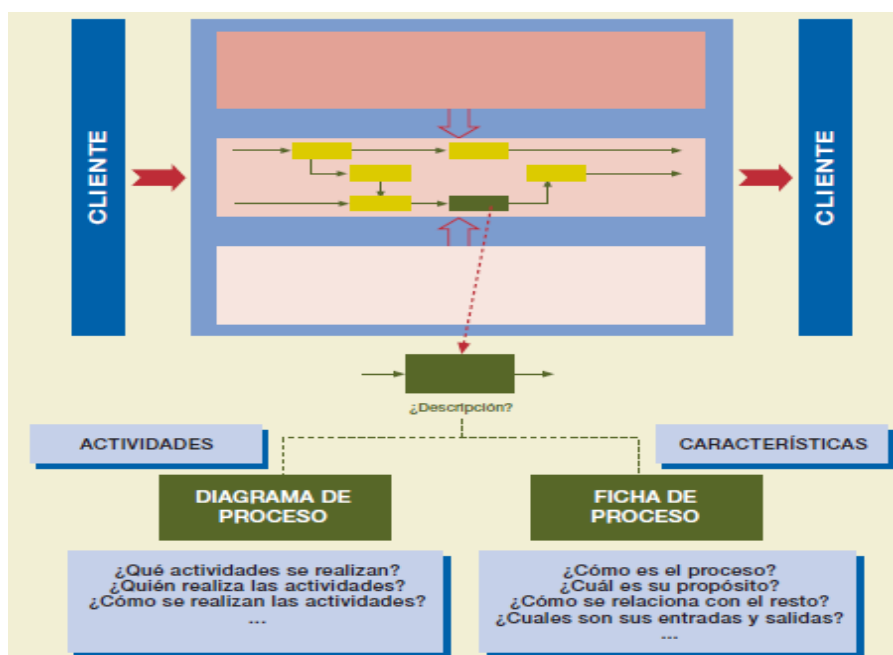 CLIENTE
CLIENTE
¿Descripción?
ACTIVIDADES
CARACTERÍSTICAS
DIAGRAMA DE
PROCESO
FICHA DE
PROCESO
¿Qué actividades se realizan?
¿Quién realiza las actividades?
¿Cómo se realizan las actividades?
...
¿Cómo es el proceso?
¿Cuál es su propósito?
¿Cómo se relaciona con el resto?
¿Cuales son sus entradas y salidas?
...